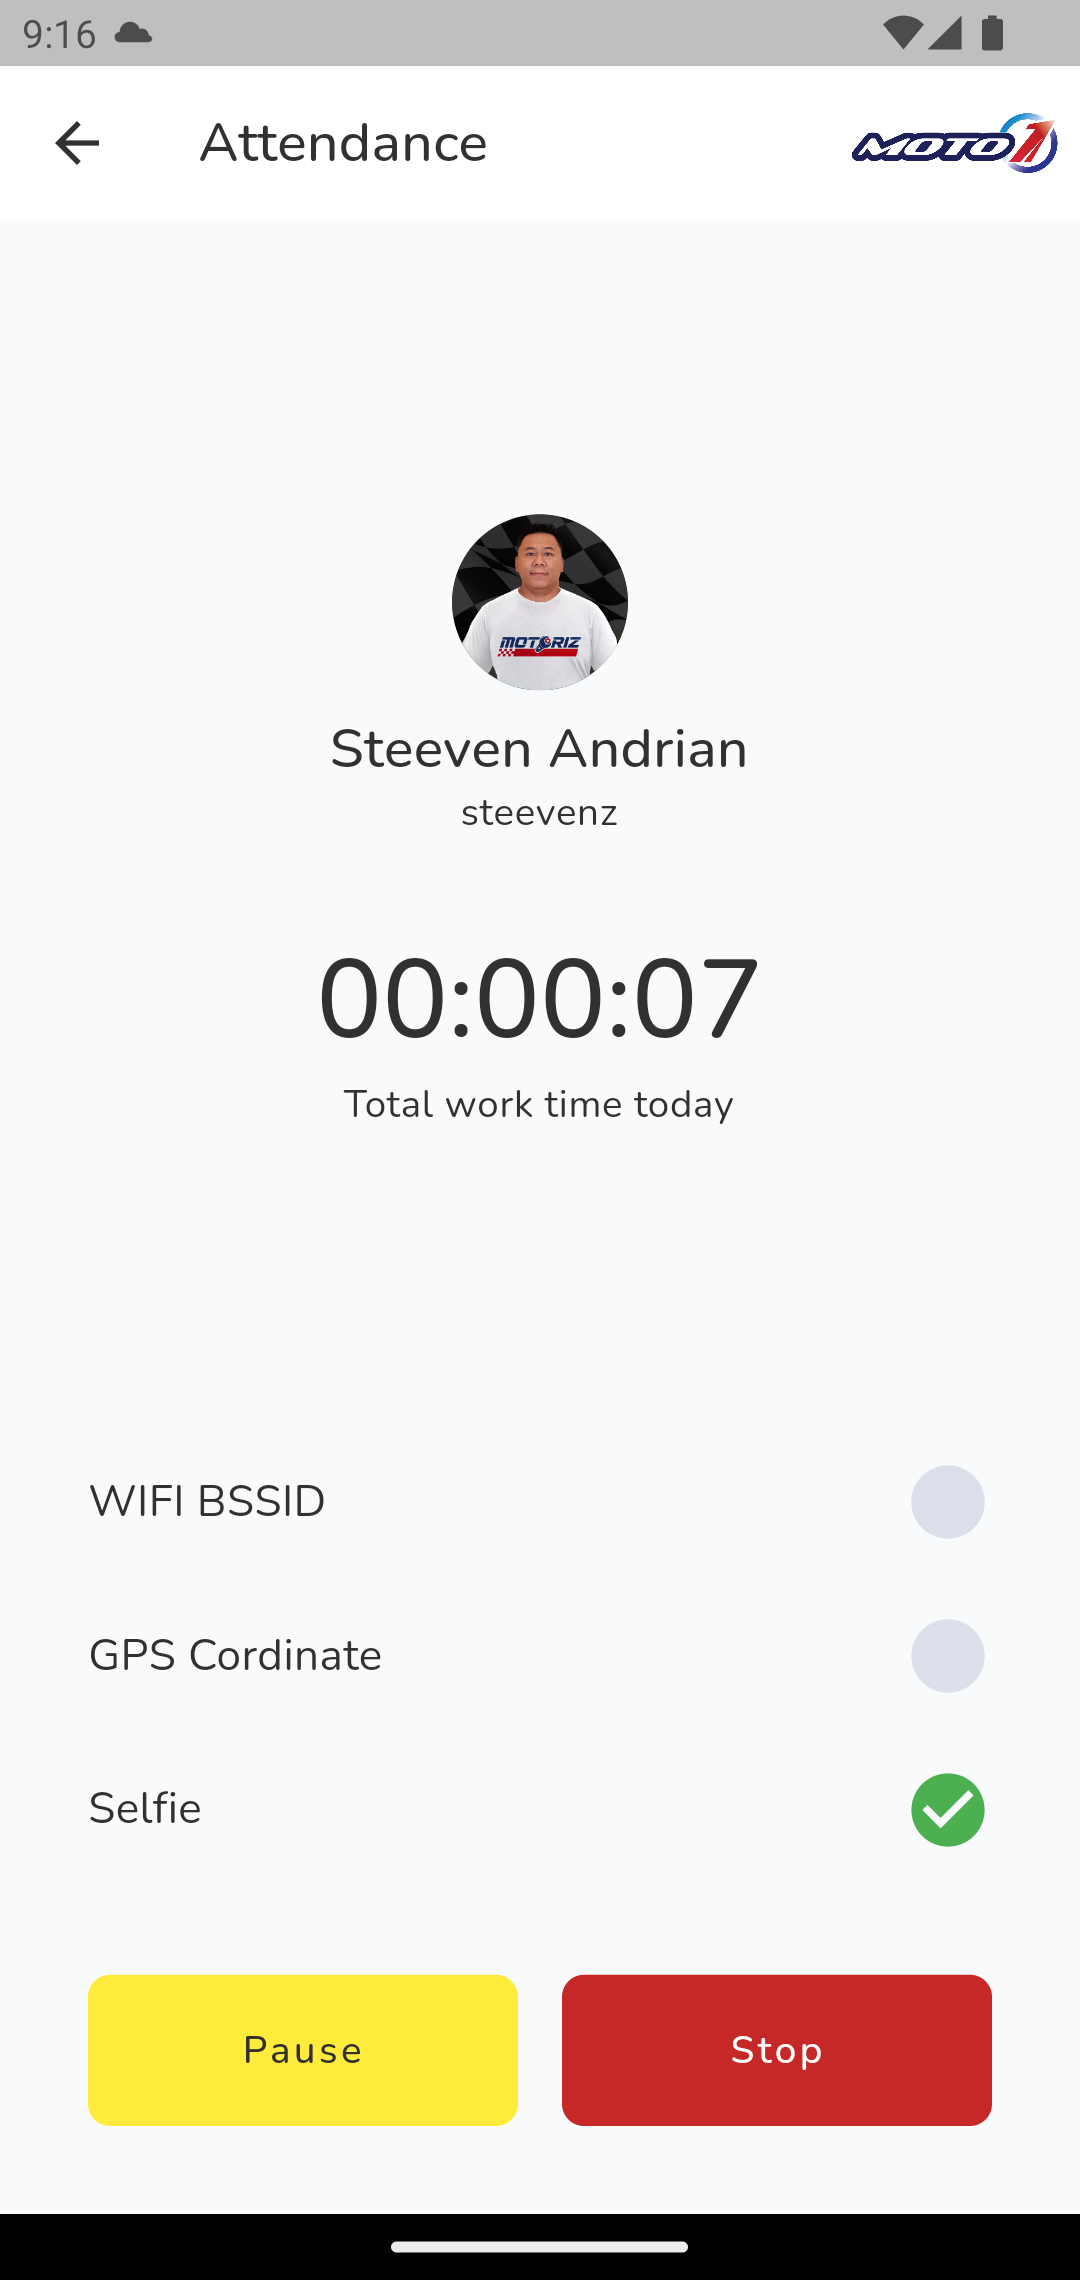 9:16
Attendance
MOTO1
MOTORIZ
Steeven Andrian
steevenz
00:00:07
Total work time today
WIFI BSSID
GPS Cordinate
Selfie
Pause
Stop